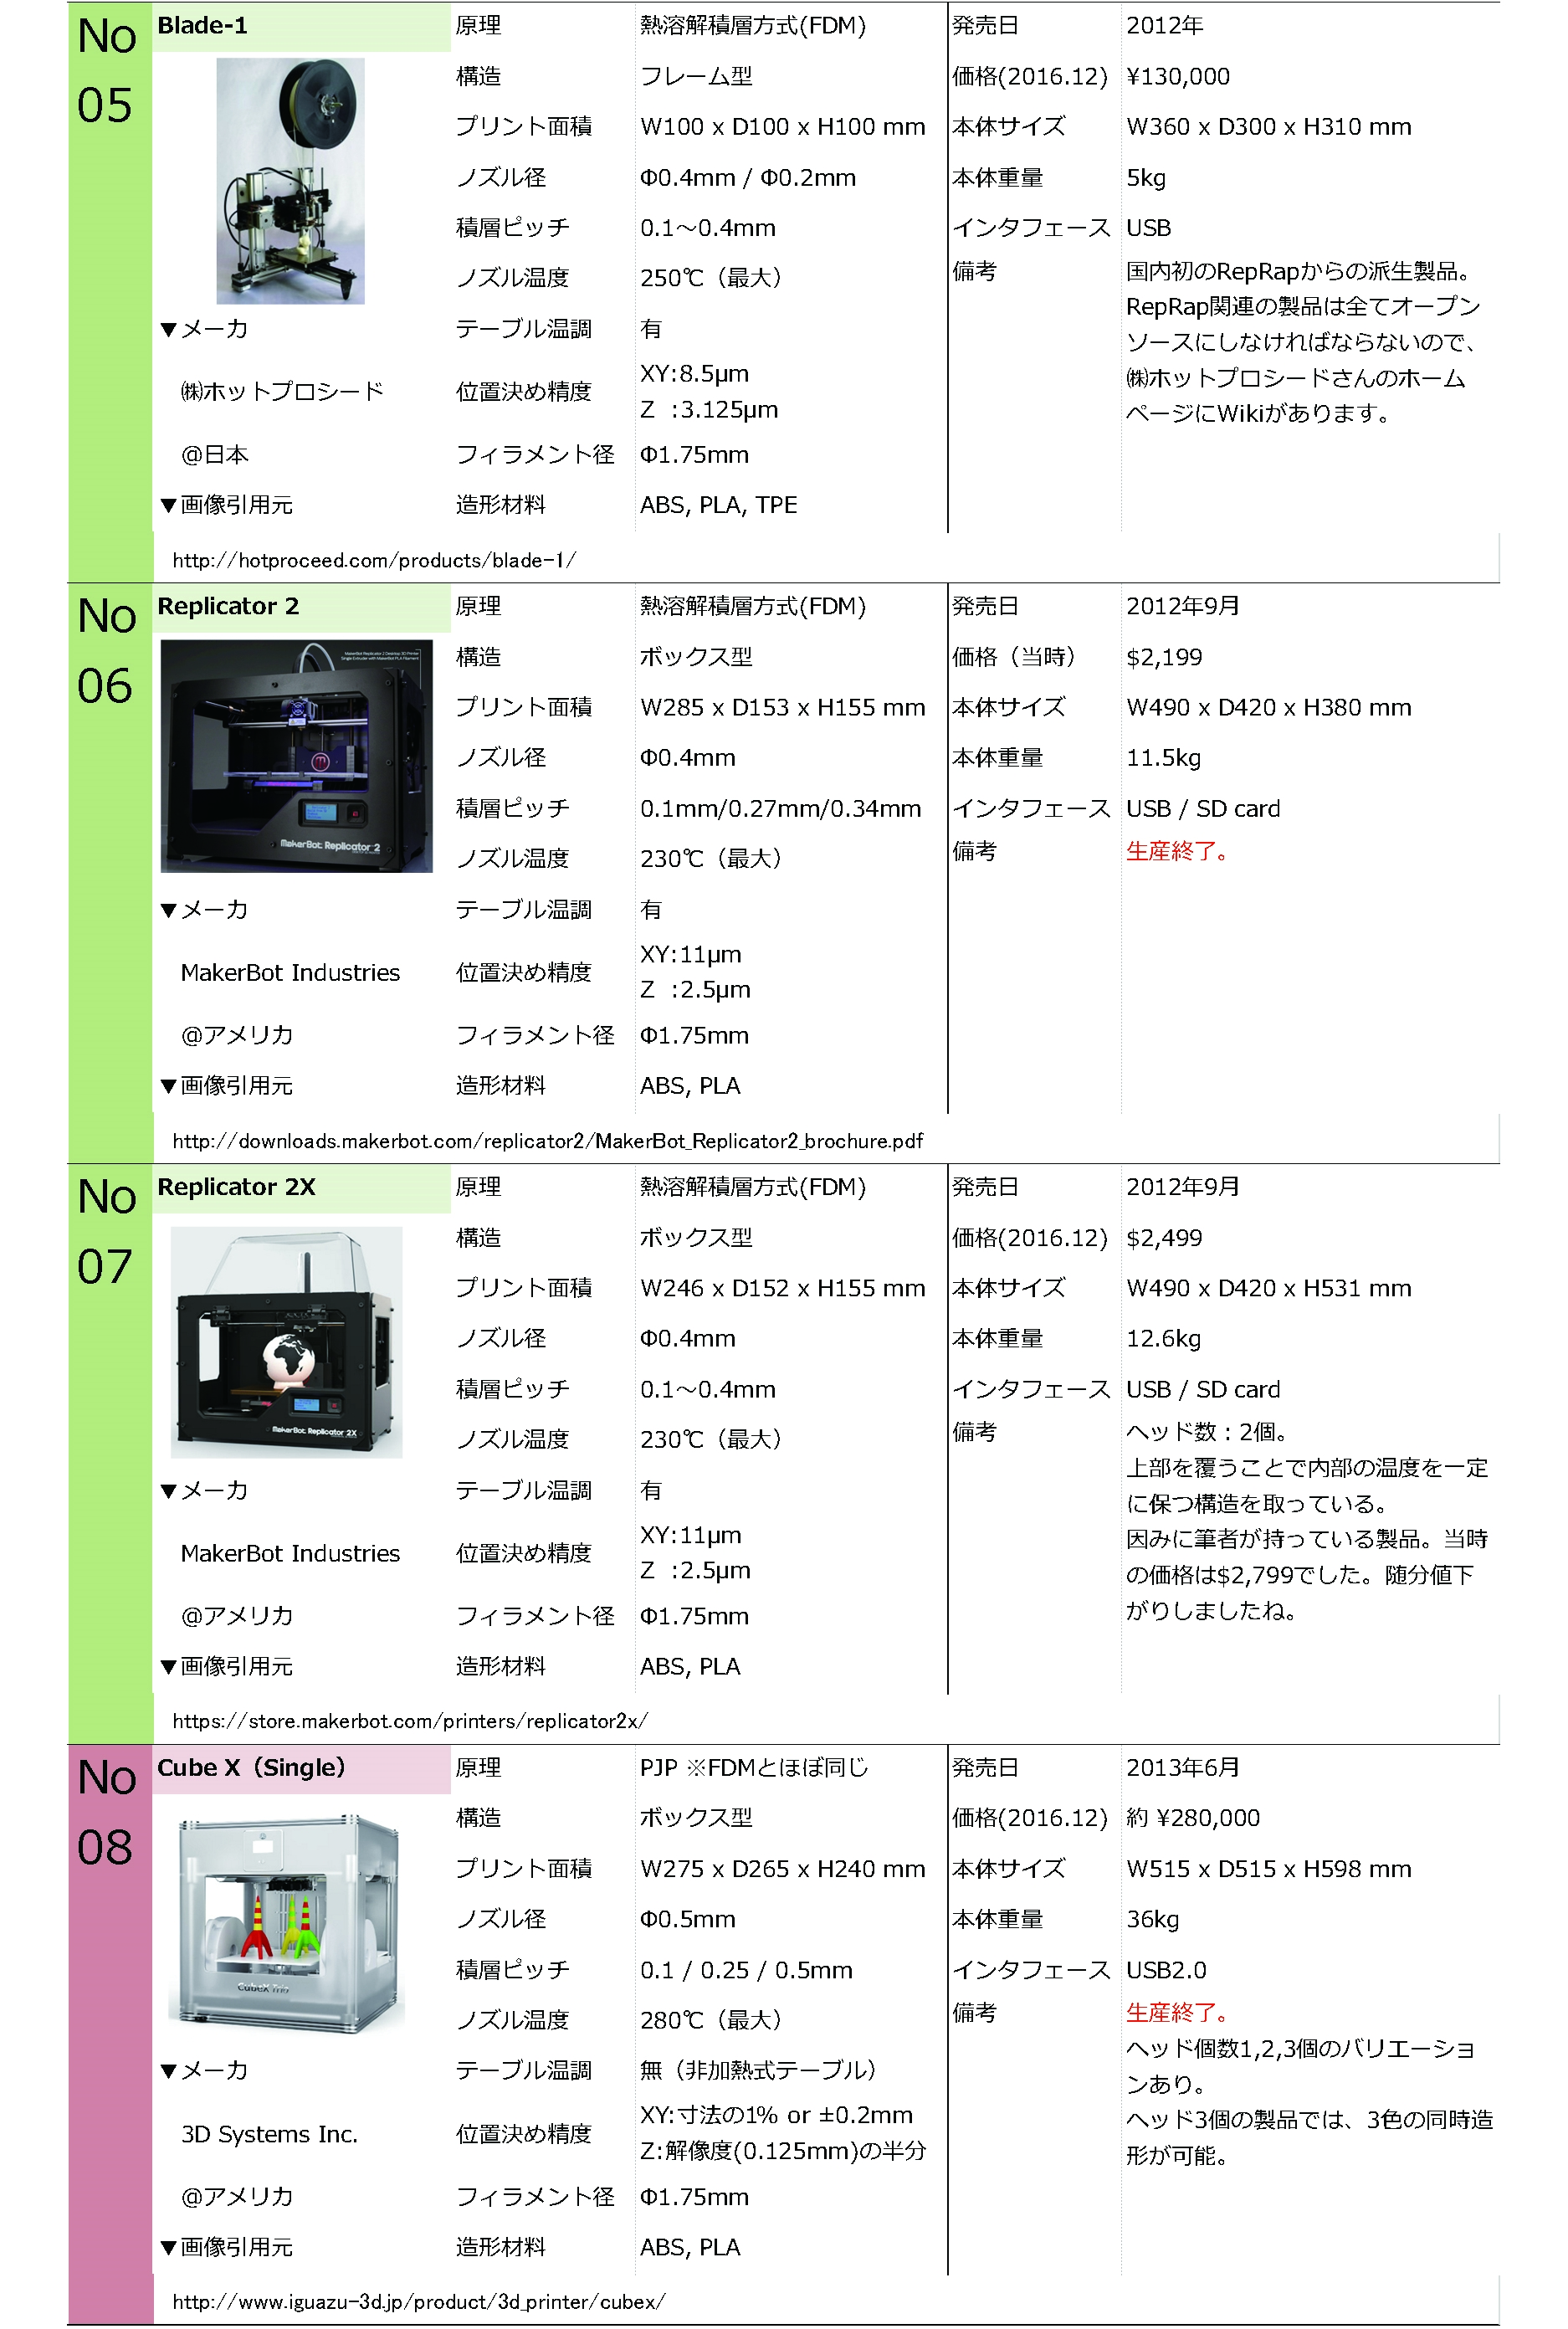 No
05
Blade-1
原理 熱溶解積層方式(FDM) 発売日 2012年
構造 フレーム型 価格(2016.12) ¥130,000
プリント面積 W100 x D100 x H100 mm 本体サイズ W360 x D300 x H310 mm
ノズル径 Φ0.4mm / Φ0.2mm 本体重量 5kg
積層ピッチ 0.1～0.4mm インタフェース USB
ノズル温度 250℃（最大） 備考 国内初のRepRapからの派生製品。
RepRap関連の製品は全てオープン
ソースにしなければならないので、
㈱ホットプロシードさんのホーム
ページにWikiがあります。
▼メーカ テーブル温調 有
㈱ホットプロシード 位置決め精度 XY:8.5μm
Z :3.125μm
@日本 フィラメント径 Φ1.75mm
▼画像引用元 造形材料 ABS, PLA, TPE
http://hotproceed.com/products/blade-1/
No
06
Replicator 2
原理 熱溶解積層方式(FDM) 発売日 2012年9月
MakerBot Replicator 2 Desktop 3D Printer
Single Extruder with MakerBot PLA Filament
構造 ボックス型 価格（当時） $2,199
プリント面積 W285 x D153 x H155 mm 本体サイズ W490 x D420 x H380 mm
ノズル径 Φ0.4mm 本体重量 11.5kg
積層ピッチ 0.1mm/0.27mm/0.34mm インタフェース USB / SD card
MakerBot Replicator 2
ノズル温度 230℃（最大） 備考 生産終了。
▼メーカ テーブル温調 有
MakerBot Industries 位置決め精度 XY:11μm
Z :2.5μm
@アメリカ フィラメント径 Φ1.75mm
▼画像引用元 造形材料 ABS, PLA
http://downloads.makerbot.com/replicator2/MakerBot_Replicator2_brochure.pdf
No
07
Replicator 2X
原理 熱溶解積層方式(FDM) 発売日 2012年9月
構造 ボックス型 価格(2016.12) $2,499
プリント面積 W246 x D152 x H155 mm 本体サイズ W490 x D420 x H531 mm
ノズル径 Φ0.4mm 本体重量 12.6kg
積層ピッチ 0.1～0.4mm インタフェース USB / SD card
MakerBot Replicator 2X
ノズル温度 230℃（最大） 備考 ヘッド数：2個。
上部を覆うことで内部の温度を一定
に保つ構造を取っている。
因みに筆者が持っている製品。当時
の価格は$2,799でした。随分値下
がりしましたね。
▼メーカ テーブル温調 有
MakerBot Industries 位置決め精度 XY:11μm
Z :2.5μm
@アメリカ フィラメント径 Φ1.75mm
▼画像引用元 造形材料 ABS, PLA
https://store.makerbot.com/printers/replicator2x/
No
08
Cube X（Single）
原理 PJP ※FDMとほぼ同じ 発売日 2013年6月
構造 ボックス型 価格(2016.12) 約 ¥280,000
プリント面積 W275 x D265 x H240 mm 本体サイズ W515 x D515 x H598 mm
ノズル径 Φ0.5mm 本体重量 36kg
積層ピッチ 0.1 / 0.25 / 0.5mm インタフェース USB2.0
CubeX Trio
ノズル温度 280℃（最大） 備考 生産終了。
ヘッド個数1,2,3個のバリエーショ
ンあり。
ヘッド3個の製品では、3色の同時造
形が可能。
▼メーカ テーブル温調 無（非加熱式テーブル）
3D Systems Inc. 位置決め精度 XY:寸法の1% or ±0.2mm
Z:解像度(0.125mm)の半分
@アメリカ フィラメント径 Φ1.75mm
▼画像引用元 造形材料 ABS, PLA
http://www.iguazu-3d.jp/product/3d_printer/cubex/